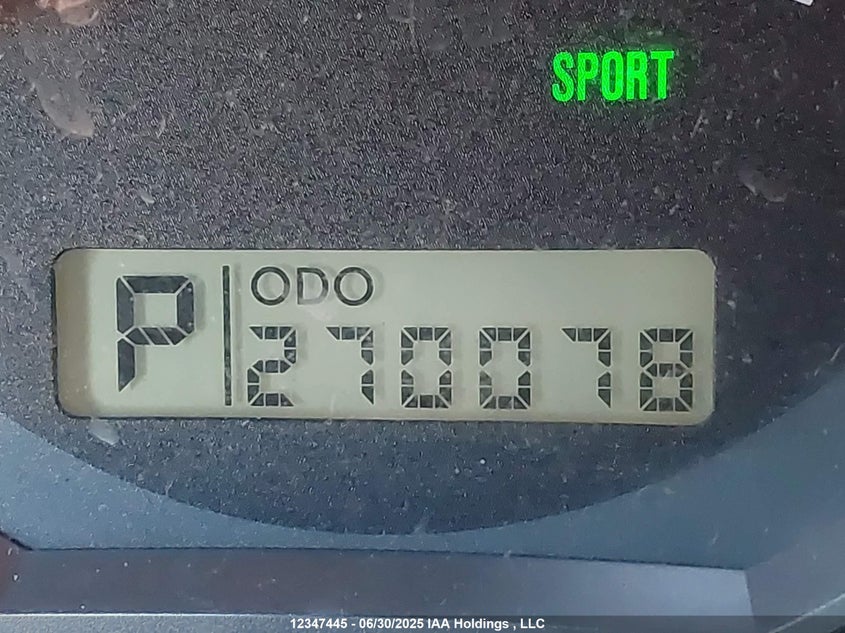 SPORT
P ODO
270078
12347445 - 06/30/2025 IAA Holdings , LLC